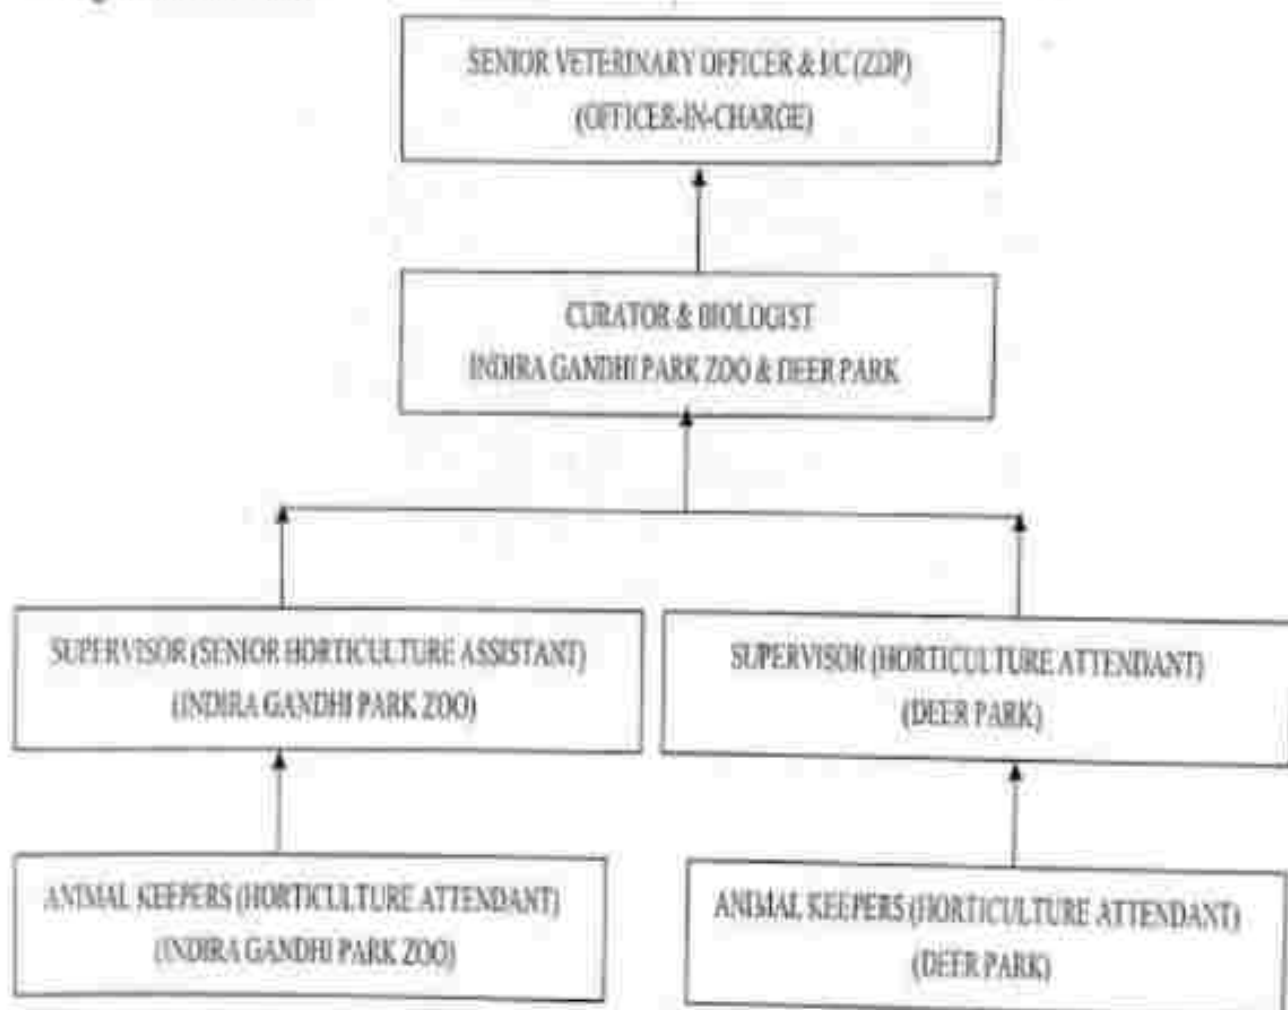 SENIOR VETERINARY OFFICER & I/C (ZDP)
(OFFICER-IN-CHARGE)
CURATOR & BIOLOGIST
INDIRA GANDHI PARK ZOO & DEER PARK
SUPERVISOR (SENIOR HORTICULTURE ASSISTANT)
(INDIRA GANDHI PARK ZOO)
SUPERVISOR (HORTICULTURE ATTENDANT)
(DEER PARK)
ANIMAL KEEPERS (HORTICULTURE ATTENDANT)
(INDIRA GANDHI PARK ZOO)
ANIMAL KEEPERS (HORTICULTURE ATTENDANT)
(DEER PARK)